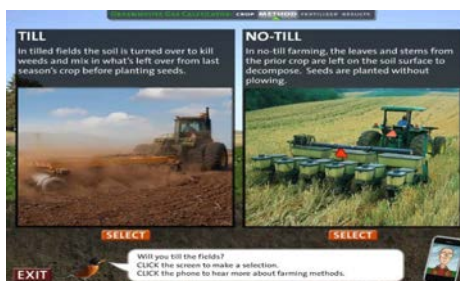 GREENHOUSE GAS CALCULATOR: CROP METHOD FERTILIZER RESULTS
TILL
In tilled fields the soil is turned over to kill
weeds and mix in what's left over from last
season's crop before planting seeds.
NO-TILL
In no-till farming, the leaves and stems from
the prior crop are left on the soil surface to
decompose. Seeds are planted without
plowing.
SELECT
SELECT
Will you till the fields?
CLICK the screen to make a selection.
CLICK the phone to hear more about farming methods.
EXIT